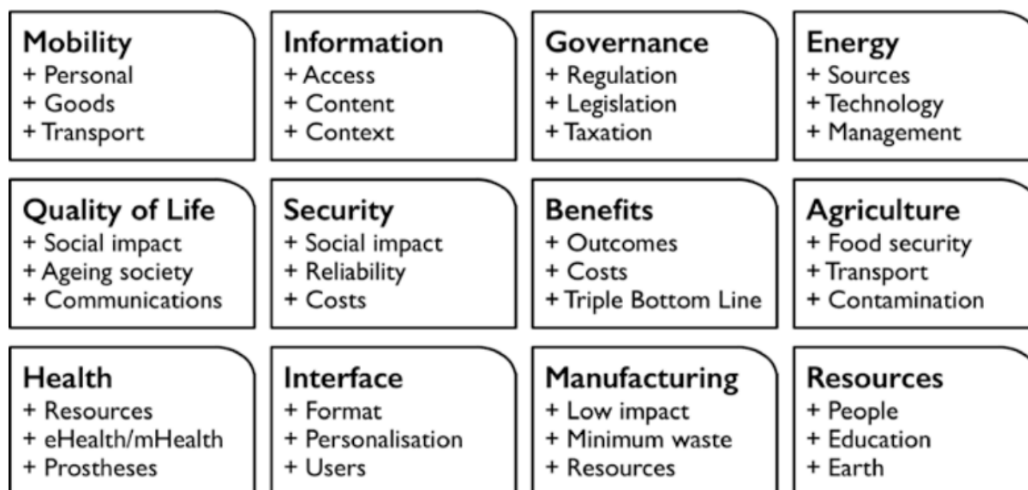 Mobility
+ Personal
+ Goods
+ Transport
Information
+ Access
+ Content
+ Context
Governance
+ Regulation
+ Legislation
+ Taxation
Energy
+ Sources
+ Technology
+ Management
Quality of Life
+ Social impact
+ Ageing society
+ Communications
Security
+ Social impact
+ Reliability
+ Costs
Benefits
+ Outcomes
+ Costs
+ Triple Bottom Line
Agriculture
+ Food security
+ Transport
+ Contamination
Health
+ Resources
+ eHealth/mHealth
+ Prostheses
Interface
+ Format
+ Personalisation
+ Users
Manufacturing
+ Low impact
+ Minimum waste
+ Resources
Resources
+ People
+ Education
+ Earth